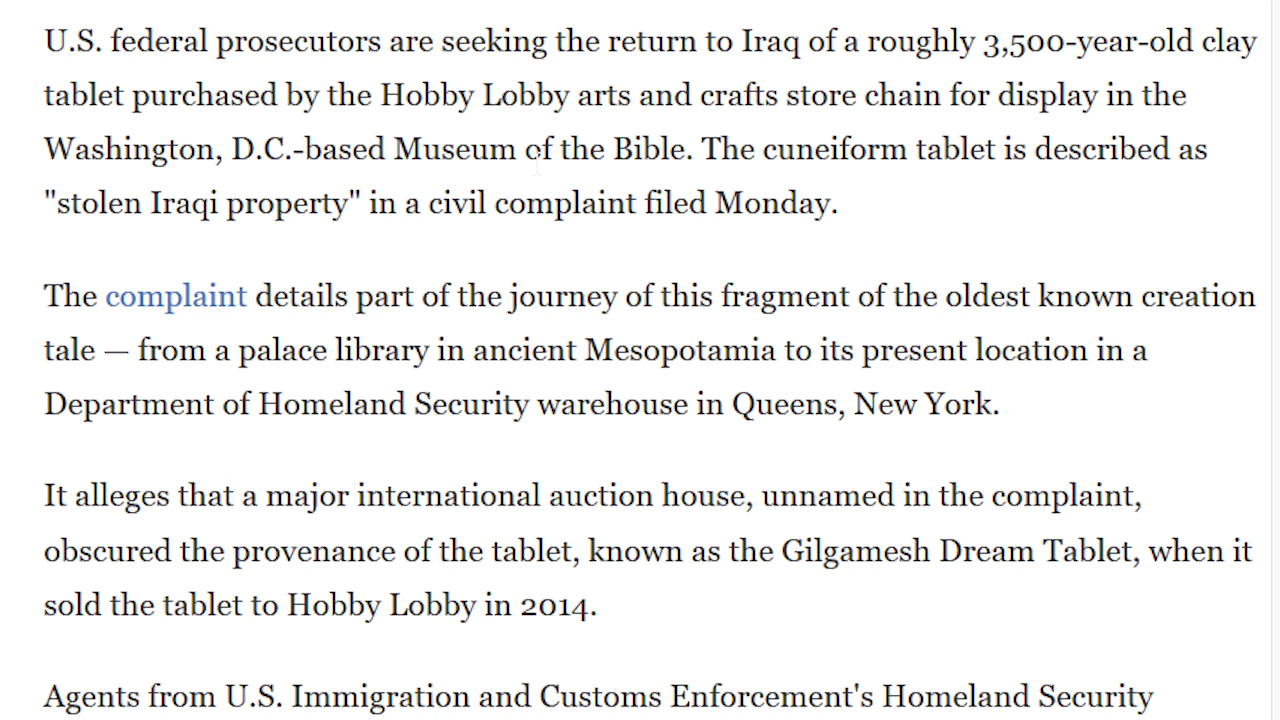 U.S. federal prosecutors are seeking the return to Iraq of a roughly 3,500-year-old clay
tablet purchased by the Hobby Lobby arts and crafts store chain for display in the
Washington, D.C.-based Museum of the Bible. The cuneiform tablet is described as
"stolen Iraqi property" in a civil complaint filed Monday.
The complaint details part of the journey of this fragment of the oldest known creation
tale — from a palace library in ancient Mesopotamia to its present location in a
Department of Homeland Security warehouse in Queens, New York.
It alleges that a major international auction house, unnamed in the complaint,
obscured the provenance of the tablet, known as the Gilgamesh Dream Tablet, when it
sold the tablet to Hobby Lobby in 2014.
Agents from U.S. Immigration and Customs Enforcement's Homeland Security